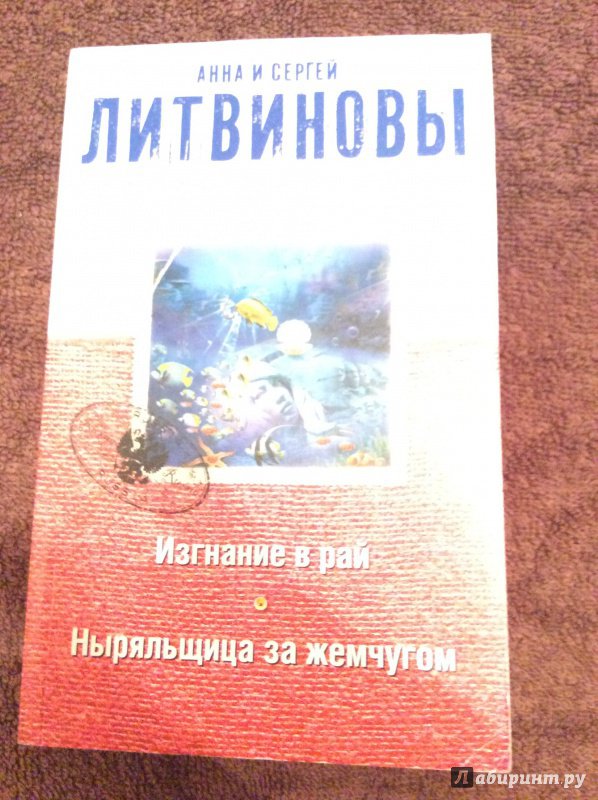 АННА И СЕРГЕЙ
ЛИТВИНОВЫ
Изгнание в рай
Ныряльщица за жемчугом
Лабиринт.ру